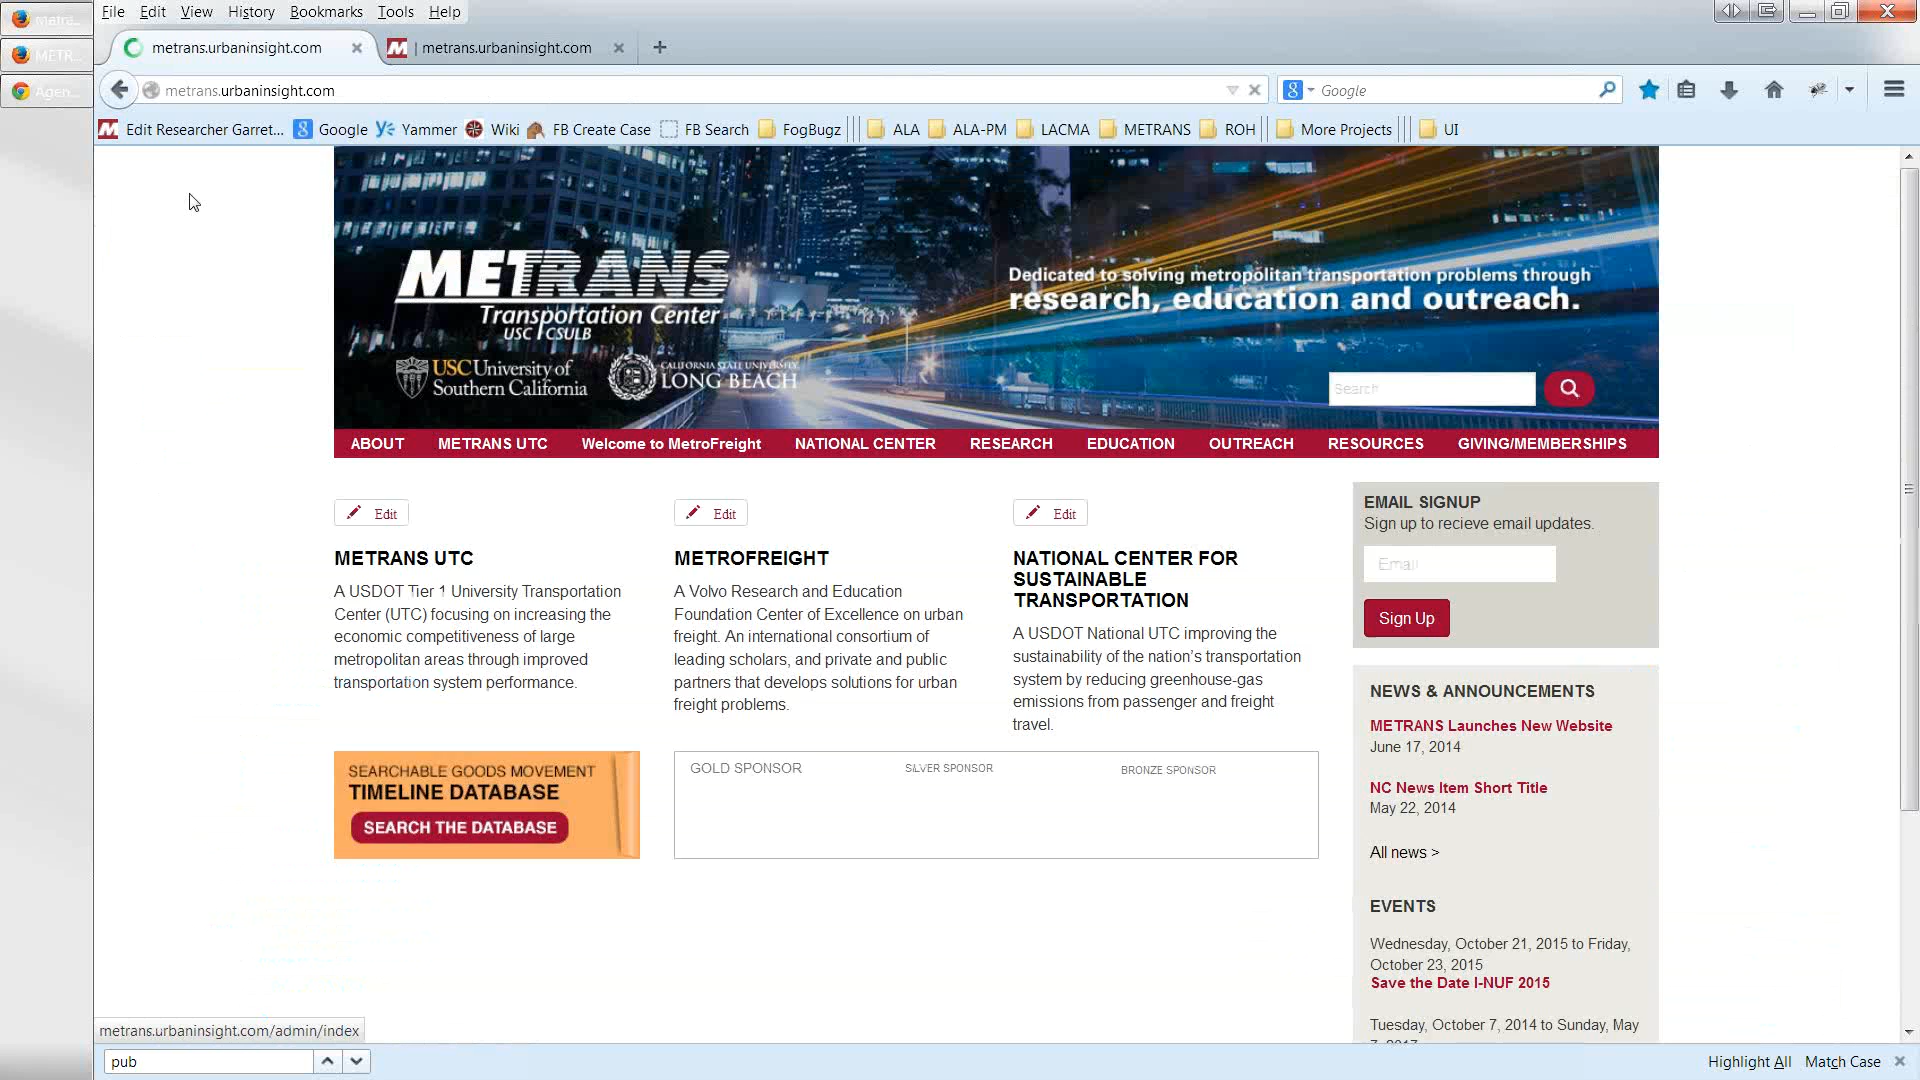 File Edit View History Bookmarks Tools Help
metrans.urbaninsight.com
| metrans.urbaninsight.com
metrans.urbaninsight.com
Google
Edit Researcher Garret... Google Yammer Wiki FB Create Case FB Search FogBugz ALA ALA-PM LACMA METRANS ROH More Projects UI
metra...
METR...
Agen...
METRANS
Transportation Center
USC | CSULB
USC University of
Southern California
CALIFORNIA STATE UNIVERSITY,
LONG BEACH
Dedicated to solving metropolitan transportation problems through
research, education and outreach.
Search
ABOUT METRANS UTC Welcome to MetroFreight NATIONAL CENTER RESEARCH EDUCATION OUTREACH RESOURCES GIVING/MEMBERSHIPS
Edit
METRANS UTC
A USDOT Tier 1 University Transportation
Center (UTC) focusing on increasing the
economic competitiveness of large
metropolitan areas through improved
transportation system performance.
Edit
METROFREIGHT
A Volvo Research and Education
Foundation Center of Excellence on urban
freight. An international consortium of
leading scholars, and private and public
partners that develops solutions for urban
freight problems.
Edit
NATIONAL CENTER FOR
SUSTAINABLE
TRANSPORTATION
A USDOT National UTC improving the
sustainability of the nation's transportation
system by reducing greenhouse-gas
emissions from passenger and freight
travel.
SEARCHABLE GOODS MOVEMENT
TIMELINE DATABASE
SEARCH THE DATABASE
GOLD SPONSOR
SILVER SPONSOR
BRONZE SPONSOR
EMAIL SIGNUP
Sign up to recieve email updates.
Email
Sign Up
NEWS & ANNOUNCEMENTS
METRANS Launches New Website
June 17, 2014
NC News Item Short Title
May 22, 2014
All news >
EVENTS
Wednesday, October 21, 2015 to Friday,
October 23, 2015
Save the Date I-NUF 2015
Tuesday, October 7, 2014 to Sunday, May
metrans.urbaninsight.com/admin/index
pub
Highlight All Match Case